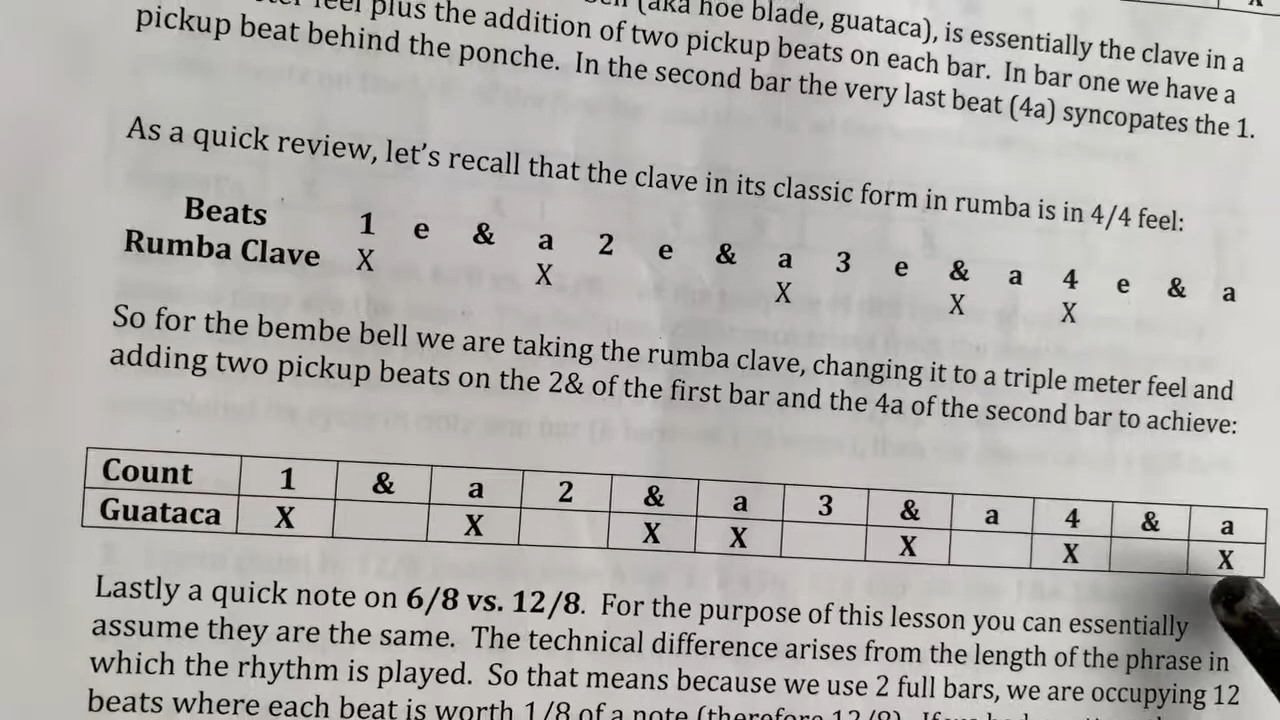 feel plus the addition of two pickup beats on each bar. In bar one we have a
(aka hoe blade, guataca), is essentially the clave in a
pickup beat behind the ponche. In the second bar the very last beat (4a) syncopates the 1.
As a quick review, let's recall that the clave in its classic form in rumba is in 4/4 feel:
Beats 1 e & a 2 e & a 3 e & a 4 e & a
Rumba Clave X X X X X
So for the bembe bell we are taking the rumba clave, changing it to a triple meter feel and
adding two pickup beats on the 2& of the first bar and the 4a of the second bar to achieve:
Count 1 & a 2 & a 3 & a 4 & a
Guataca X X X X X X X
Lastly a quick note on 6/8 vs. 12/8. For the purpose of this lesson you can essentially
assume they are the same. The technical difference arises from the length of the phrase in
which the rhythm is played. So that means because we use 2 full bars, we are occupying 12
beats where each beat is worth 1/8 of a note (therefore 12/8). If